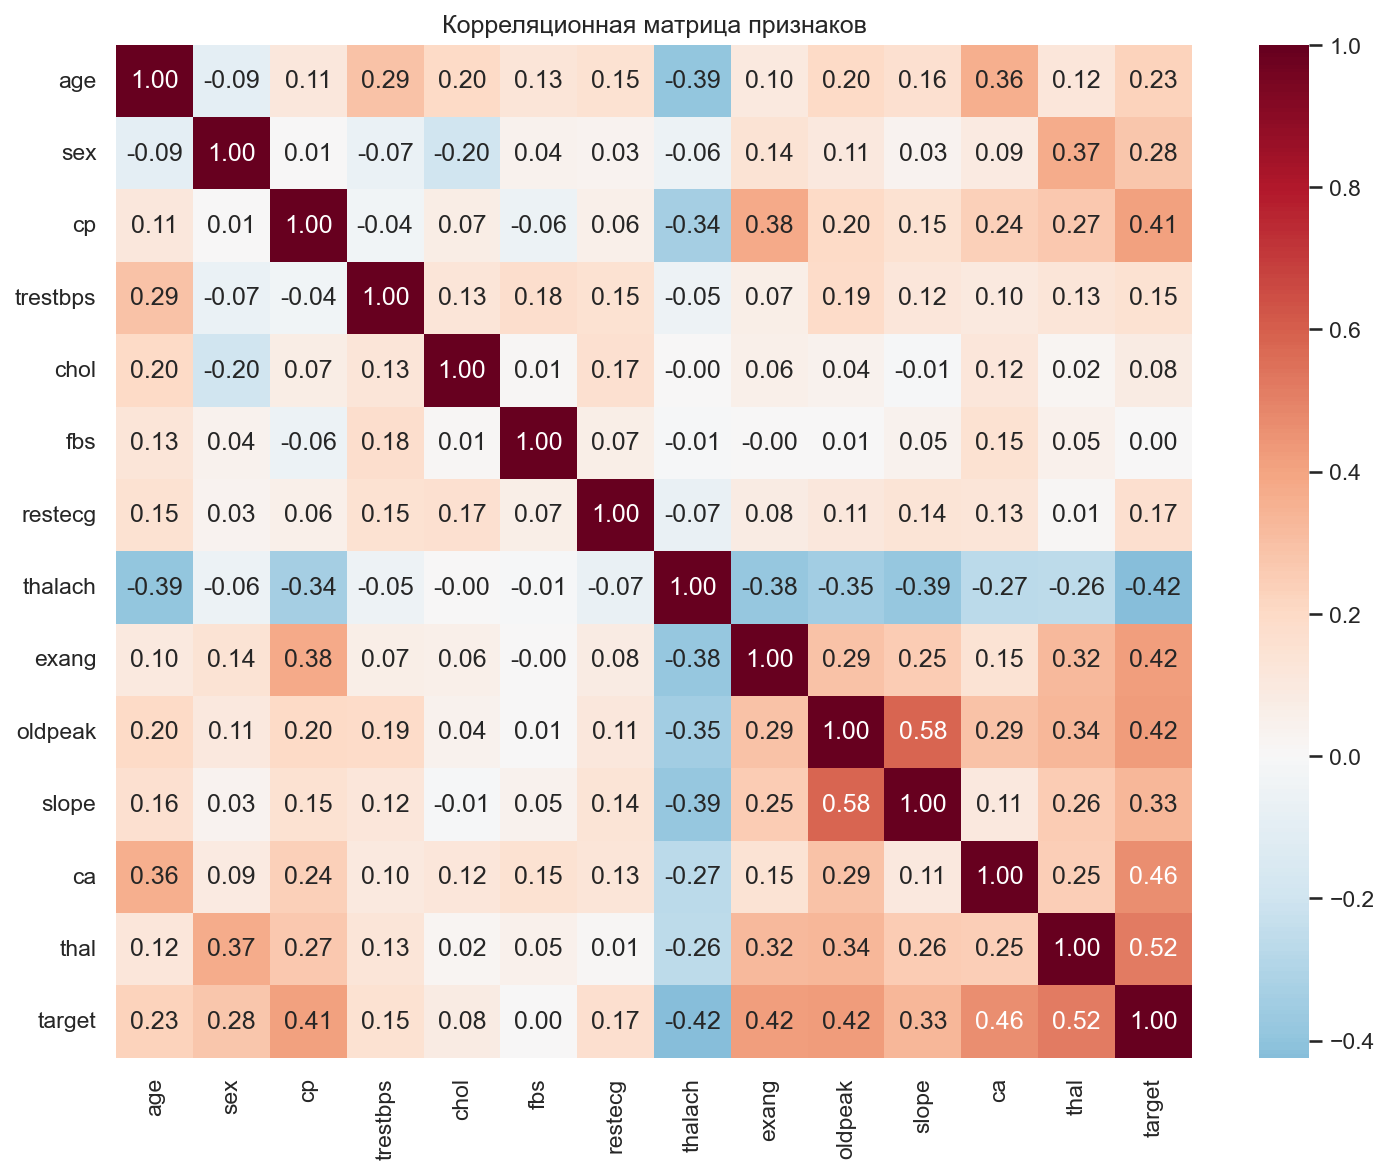 Корреляционная матрица признаков
age 1.00 -0.09 0.11 0.29 0.20 0.13 0.15 -0.39 0.10 0.20 0.16 0.36 0.12 0.23
sex -0.09 1.00 0.01 -0.07 -0.20 0.04 0.03 -0.06 0.14 0.11 0.03 0.09 0.37 0.28
cp 0.11 0.01 1.00 -0.04 0.07 -0.06 0.06 -0.34 0.38 0.20 0.15 0.24 0.27 0.41
trestbps 0.29 -0.07 -0.04 1.00 0.13 0.18 0.15 -0.05 0.07 0.19 0.12 0.10 0.13 0.15
chol 0.20 -0.20 0.07 0.13 1.00 0.01 0.17 -0.00 0.06 0.04 -0.01 0.12 0.02 0.08
fbs 0.13 0.04 -0.06 0.18 0.01 1.00 0.07 -0.01 -0.00 0.01 0.05 0.15 0.05 0.00
restecg 0.15 0.03 0.06 0.15 0.17 0.07 1.00 -0.07 0.08 0.11 0.14 0.13 0.01 0.17
thalach -0.39 -0.06 -0.34 -0.05 -0.00 -0.01 -0.07 1.00 -0.38 -0.35 -0.39 -0.27 -0.26 -0.42
exang 0.10 0.14 0.38 0.07 0.06 -0.00 0.08 -0.38 1.00 0.29 0.25 0.15 0.32 0.42
oldpeak 0.20 0.11 0.20 0.19 0.04 0.01 0.11 -0.35 0.29 1.00 0.58 0.29 0.34 0.42
slope 0.16 0.03 0.15 0.12 -0.01 0.05 0.14 -0.39 0.25 0.58 1.00 0.11 0.26 0.33
ca 0.36 0.09 0.24 0.10 0.12 0.15 0.13 -0.27 0.15 0.29 0.11 1.00 0.25 0.46
thal 0.12 0.37 0.27 0.13 0.02 0.05 0.01 -0.26 0.32 0.34 0.26 0.25 1.00 0.52
target 0.23 0.28 0.41 0.15 0.08 0.00 0.17 -0.42 0.42 0.42 0.33 0.46 0.52 1.00
age sex cp trestbps chol fbs restecg thalach exang oldpeak slope ca thal target
1.0
0.8
0.6
0.4
0.2
0.0
−0.2
−0.4